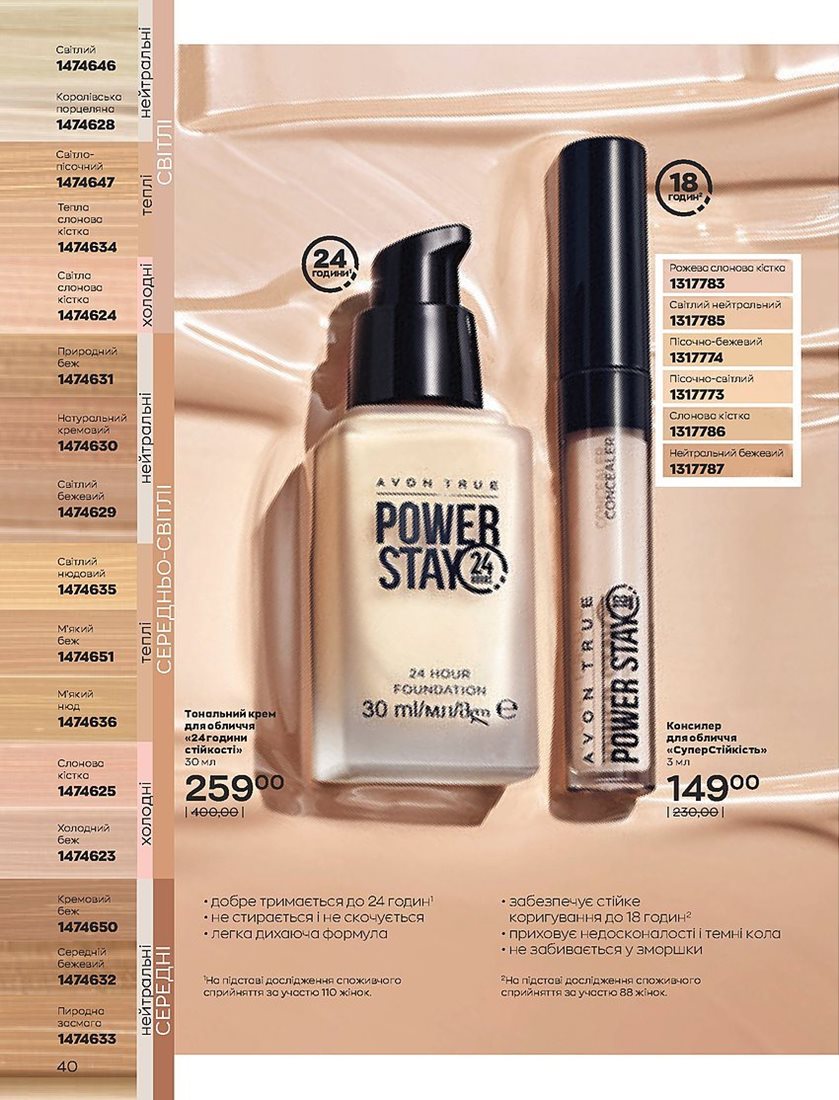 Світлий
1474646
Королівська
порцеляна
1474628
нейтральні
Світло-
пісочний
1474647
Тепла
слонова
кістка
1474634
теплі
Світла
слонова
кістка
1474624
холодні
СВІТЛІ
Природний
беж
1474631
Натуральний
кремовий
1474630
Світлий
бежевий
1474629
нейтральні
Світлий
нюдовий
1474635
М'який
беж
1474651
М'який
нюд
1474636
теплі
Слонова
кістка
1474625
Холодний
беж
1474623
холодні
СЕРЕДНЬО-СВІТЛІ
Кремовий
беж
1474650
Середній
бежевий
1474632
Пиродна
засмага
1474633
нейтральні
СЕРЕДНІ
40
24
години¹
18
годин²
Рожева слонова кістка
1317783
Світлий нейтральний
1317785
Пісочно-бежевий
1317774
Пісочно-світлий
1317773
Слонова кістка
1317786
Нейтральний бежевий
1317787
AVON TRUE
POWER
STAY 24
HOURS
24 HOUR
FOUNDATION
30 ml/мл/
CONCEALER
CONCEALER
AVON TRUE
POWER STAY 18
Тональний крем
для обличчя
«24 години
стійкості»
30 мл
259⁰⁰
| 400,00 |
Консилер
для обличчя
«СуперСтійкість»
3 мл
149⁰⁰
| 230,00 |
• добре тримається до 24 годин¹
• не стирається і не скочується
• легка дихаюча формула
¹На підставі дослідження споживчого
сприйняття за участю 110 жінок.
• забезпечує стійке
коригування до 18 годин²
• приховує недосконалості і темні кола
• не забивається у зморшки
²На підставі дослідження споживчого
сприйняття за участю 88 жінок.